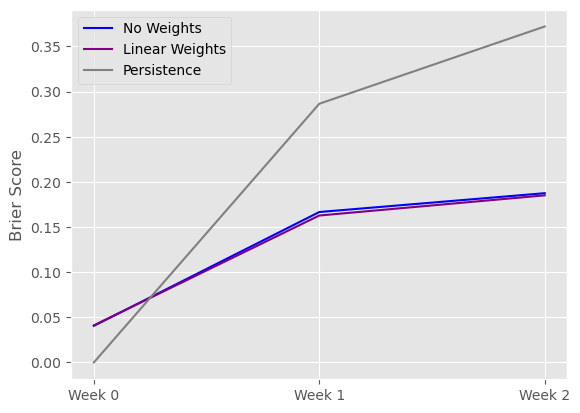 No Weights
Linear Weights
Persistence
Brier Score
0.35
0.30
0.25
0.20
0.15
0.10
0.05
0.00
Week 0
Week 1
Week 2